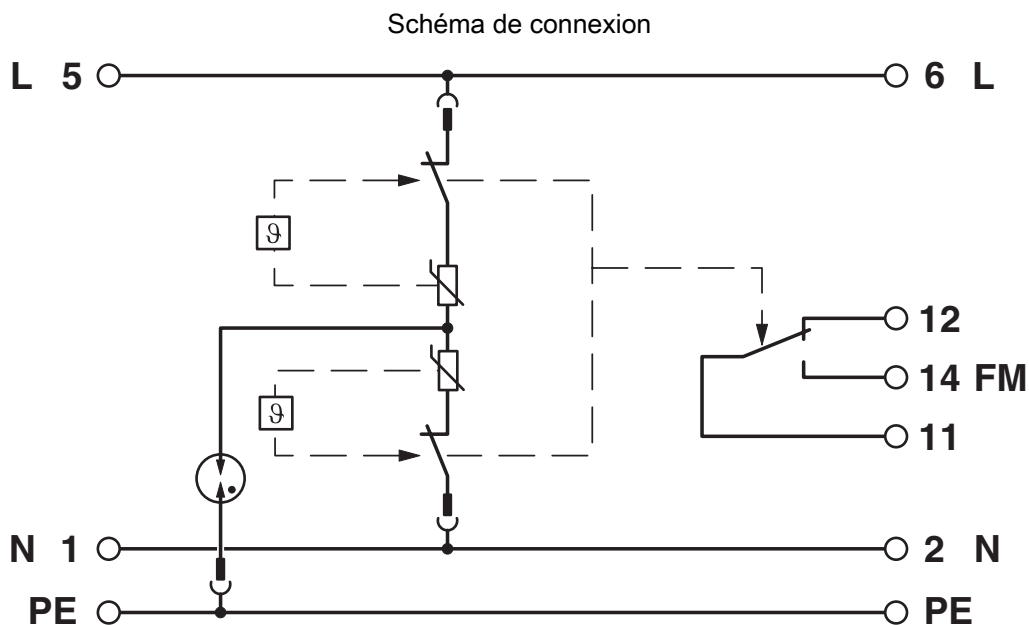 Schéma de connexion
L 5
6 L
ϑ
12
14 FM
ϑ
11
N 1
2 N
PE
PE